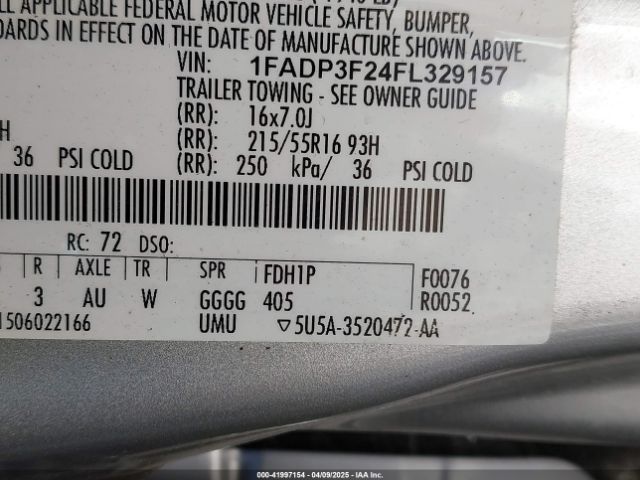 ALL APPLICABLE FEDERAL MOTOR VEHICLE SAFETY, BUMPER,
STANDARDS IN EFFECT ON THE DATE OF MANUFACTURE SHOWN ABOVE.
VIN: 1FADP3F24FL329157
TRAILER TOWING - SEE OWNER GUIDE
(RR): 16x7.0J
H (RR): 215/55R16 93H
36 PSI COLD (RR): 250 kPa/ 36 PSI COLD
RC: 72 DSO:
R AXLE TR SPR FDH1P F0076
3 AU W GGGG 405 R0052
1506022166 UMU ▽5U5A-3520472-AA
000-41997154 - 04/09/2025 - IAA Inc.